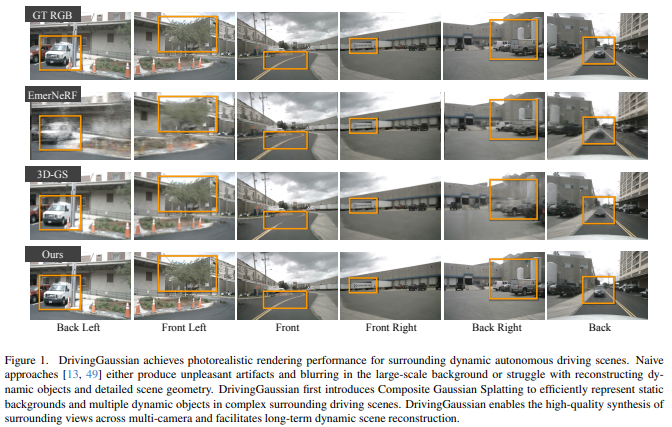 GT RGB
EmerNeRF
3D-GS
Ours
Back Left
Front Left
Front
Front Right
Back Right
Back
Figure 1. DrivingGaussian achieves photorealistic rendering performance for surrounding dynamic autonomous driving scenes. Naive
approaches [13, 49] either produce unpleasant artifacts and blurring in the large-scale background or struggle with reconstructing dy-
namic objects and detailed scene geometry. DrivingGaussian first introduces Composite Gaussian Splatting to efficiently represent static
backgrounds and multiple dynamic objects in complex surrounding driving scenes. DrivingGaussian enables the high-quality synthesis of
surrounding views across multi-camera and facilitates long-term dynamic scene reconstruction.